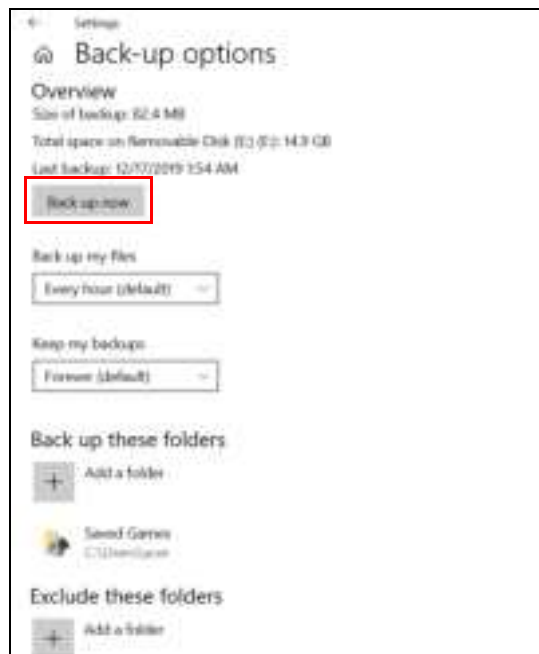 Settings
Back-up options
Overview
Size of backup: 82.4 MB
Total space on Removable Disk (E:) (E:): 14.9 GB
Last backup: 12/17/2019 1:54 AM
Back up now
Back up my files
Every hour (default)
Keep my backups
Forever (default)
Back up these folders
Add a folder
Saved Games
Exclude these folders
Add a folder